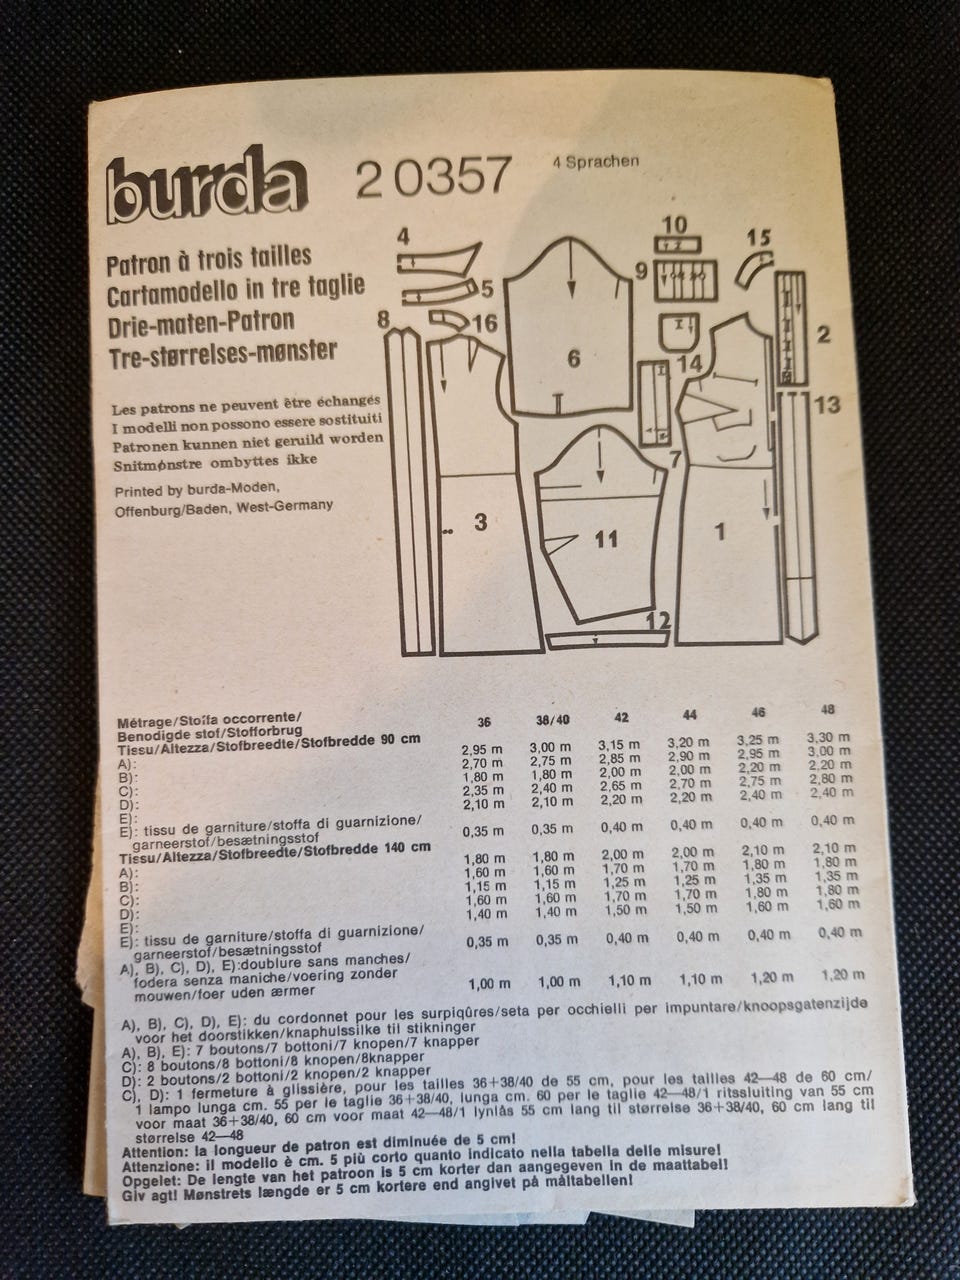 burda
2 0357
4 Sprachen
Patron à trois tailles
Cartamodello in tre taglie
Drie-maten-Patron
Tre-størrelses-mønster
Les patrons ne peuvent être échangés
I modelli non possono essere sostituiti
Patronen kunnen niet geruild worden
Snitmønstre ombyttes ikke
Printed by burda-Moden,
Offenburg/Baden, West-Germany
4
5
16
8
6
10
9
15
2
14
13
7
3
11
1
12
Métrage/Stoffa occorrente/
Benodigde stof/Stofforbrug 36 38/40 42 44 46 48
Tissu/Altezza/Stofbreedte/Stofbredde 90 cm
A): 2,95 m 3,00 m 3,15 m 3,20 m 3,25 m 3,30 m
B): 2,70 m 2,75 m 2,85 m 2,90 m 2,95 m 3,00 m
C): 1,80 m 1,80 m 2,00 m 2,00 m 2,20 m 2,20 m
D): 2,35 m 2,40 m 2,65 m 2,70 m 2,75 m 2,80 m
E): 2,10 m 2,10 m 2,20 m 2,20 m 2,40 m 2,40 m
E): tissu de garniture/stoffa di guarnizione/
garneerstof/besætningsstof 0,35 m 0,35 m 0,40 m 0,40 m 0,40 m 0,40 m
Tissu/Altezza/Stofbreedte/Stofbredde 140 cm
A): 1,80 m 1,80 m 2,00 m 2,00 m 2,10 m 2,10 m
B): 1,60 m 1,60 m 1,70 m 1,70 m 1,80 m 1,80 m
C): 1,15 m 1,15 m 1,25 m 1,25 m 1,35 m 1,35 m
D): 1,60 m 1,60 m 1,70 m 1,70 m 1,80 m 1,80 m
E): 1,40 m 1,40 m 1,50 m 1,50 m 1,60 m 1,60 m
E): tissu de garniture/stoffa di guarnizione/
garneerstof/besætningsstof 0,35 m 0,35 m 0,40 m 0,40 m 0,40 m 0,40 m
A), B), C), D), E):doublure sans manches/
fodera senza maniche/voering zonder
mouwen/foer uden ærmer 1,00 m 1,00 m 1,10 m 1,10 m 1,20 m 1,20 m
A), B), C), D), E): du cordonnet pour les surpiqûres/seta per occhielli per impuntare/knoopsgatenzijde
voor het doorstikken/knaphulssilke til stikninger
A), B), E): 7 boutons/7 bottoni/7 knopen/7 knapper
C): 8 boutons/8 bottoni/8 knopen/8knapper
D): 2 boutons/2 bottoni/2 knopen/2 knapper
C), D): 1 fermeture à glissière, pour les tailles 36+38/40 de 55 cm, pour les tailles 42—48 de 60 cm/
1 lampo lunga cm. 55 per le taglie 36+38/40, lunga cm. 60 per le taglie 42—48/1 ritssluiting van 55 cm
voor maat 36+38/40, 60 cm voor maat 42—48/1 lynlås 55 cm lang til størrelse 36+38/40, 60 cm lang til
størrelse 42—48
Attention: la longueur de patron est diminuée de 5 cm!
Attenzione: il modello è cm. 5 più corto quanto indicato nella tabella delle misure!
Opgelet: De lengte van het patroon is 5 cm korter dan aangegeven in de maattabel!
Giv agt! Mønstrets længde er 5 cm kortere end angivet på måltabellen!